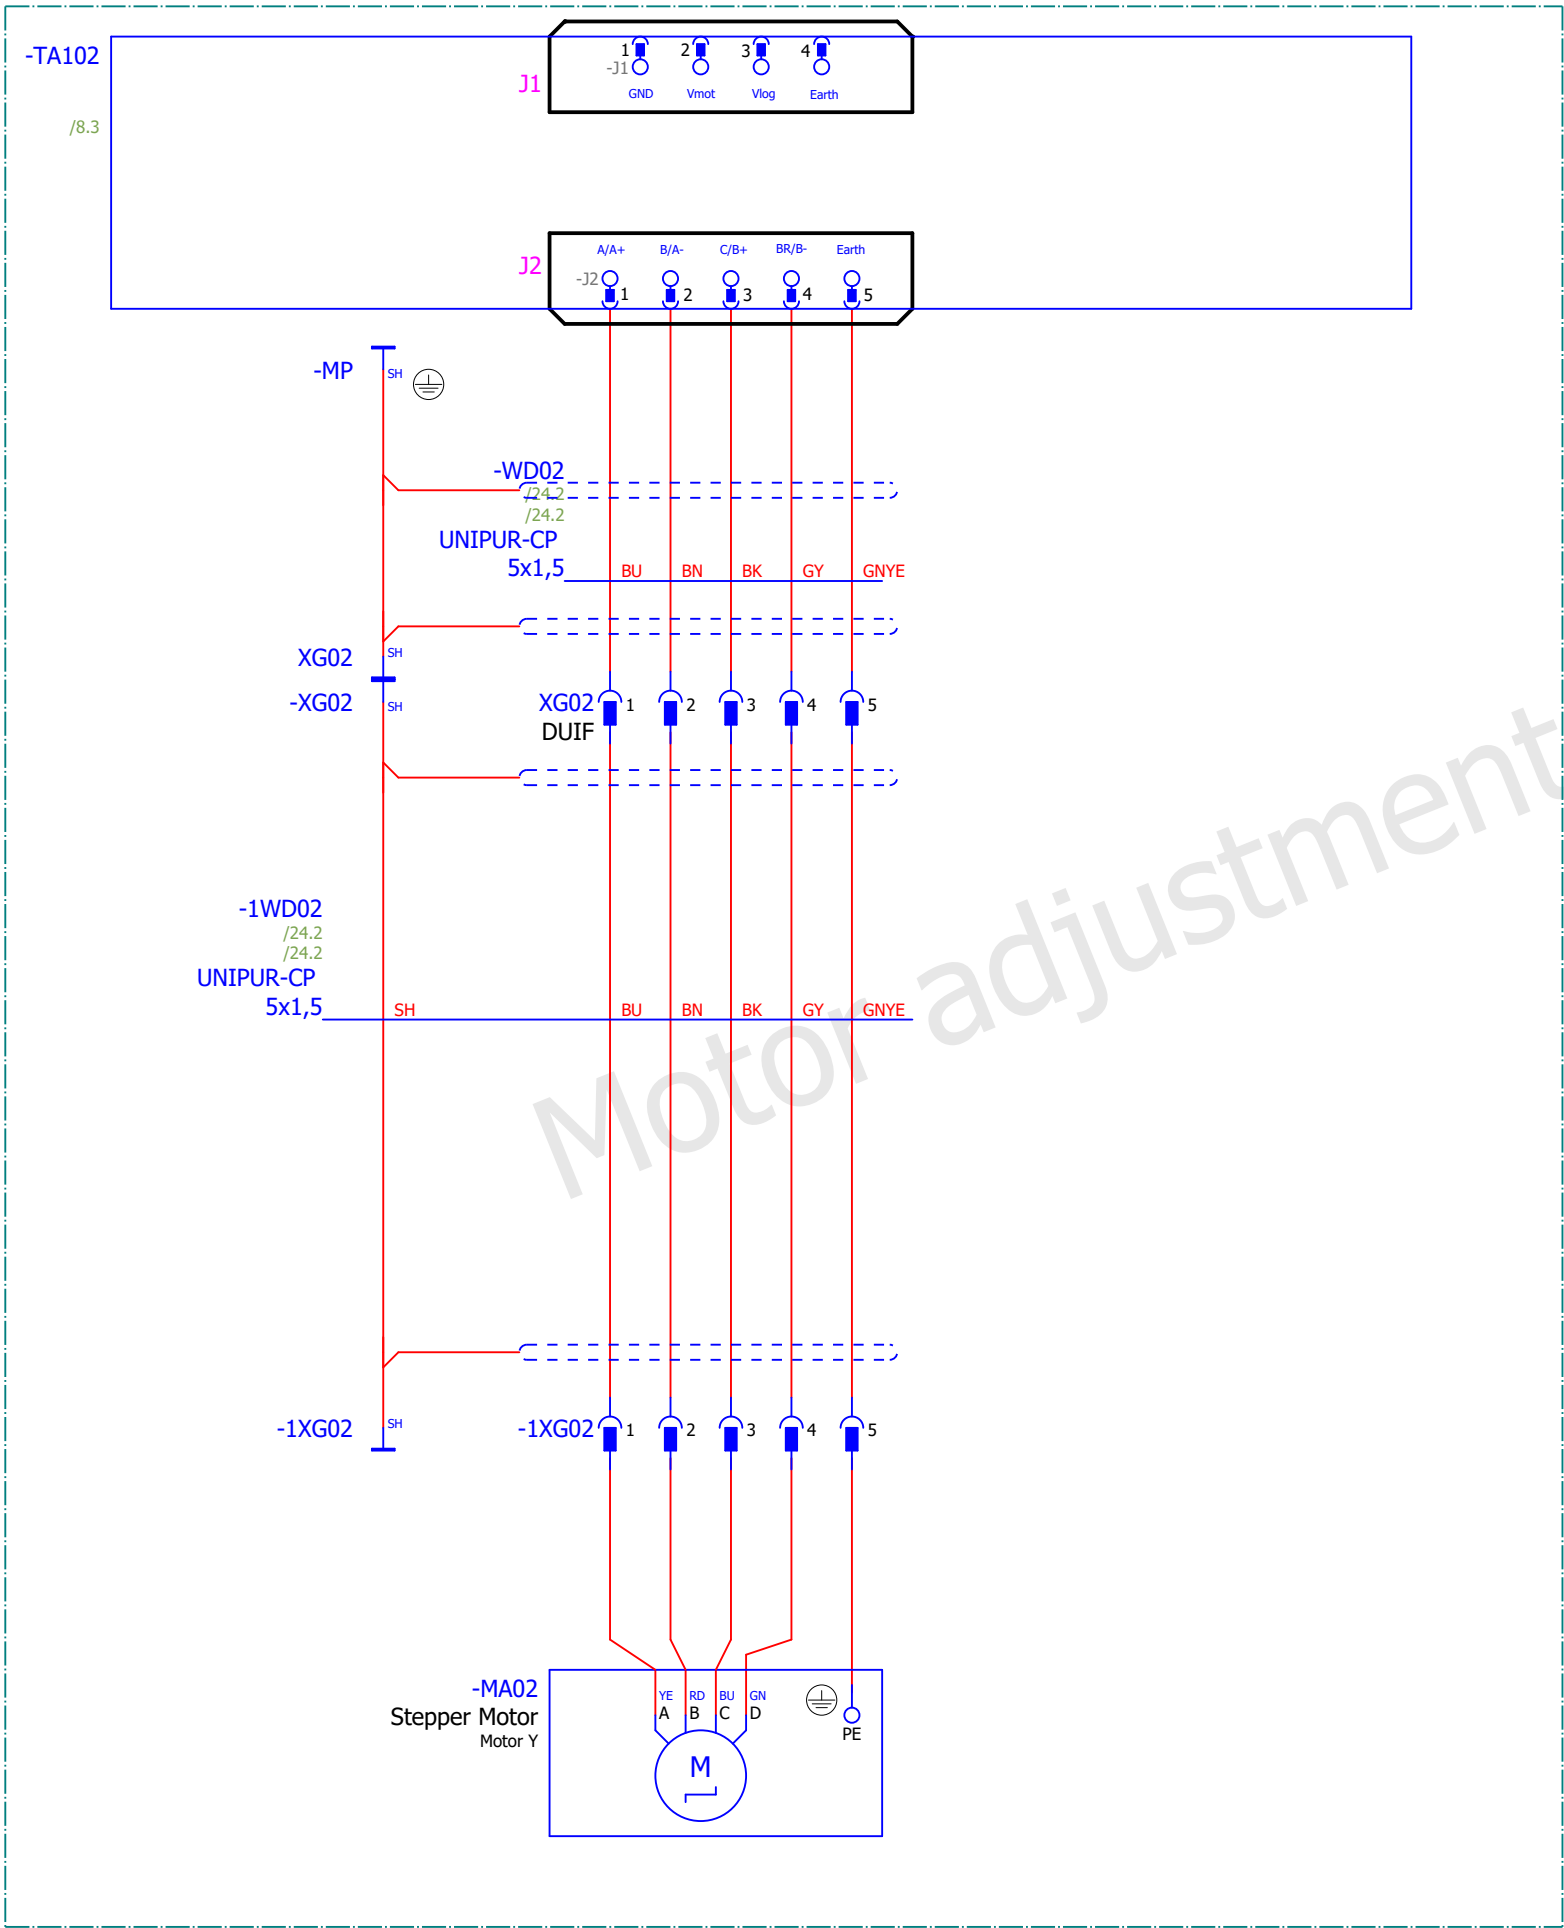 -TA102
/8.3
J1
1 2 3 4
-J1
GND Vmot Vlog Earth
J2
A/A+ B/A- C/B+ BR/B- Earth
-J2
1 2 3 4 5
-MP
SH
-WD02
/24.2
/24.2
UNIPUR-CP
5x1,5
BU BN BK GY GNYE
XG02
SH
-XG02
SH
XG02
1 2 3 4 5
DUIF
-1WD02
/24.2
/24.2
UNIPUR-CP
5x1,5
SH BU BN BK GY GNYE
Motor adjustment
-1XG02
SH
-1XG02
1 2 3 4 5
-MA02
Stepper Motor
Motor Y
YE RD BU GN
A B C D
PE
M